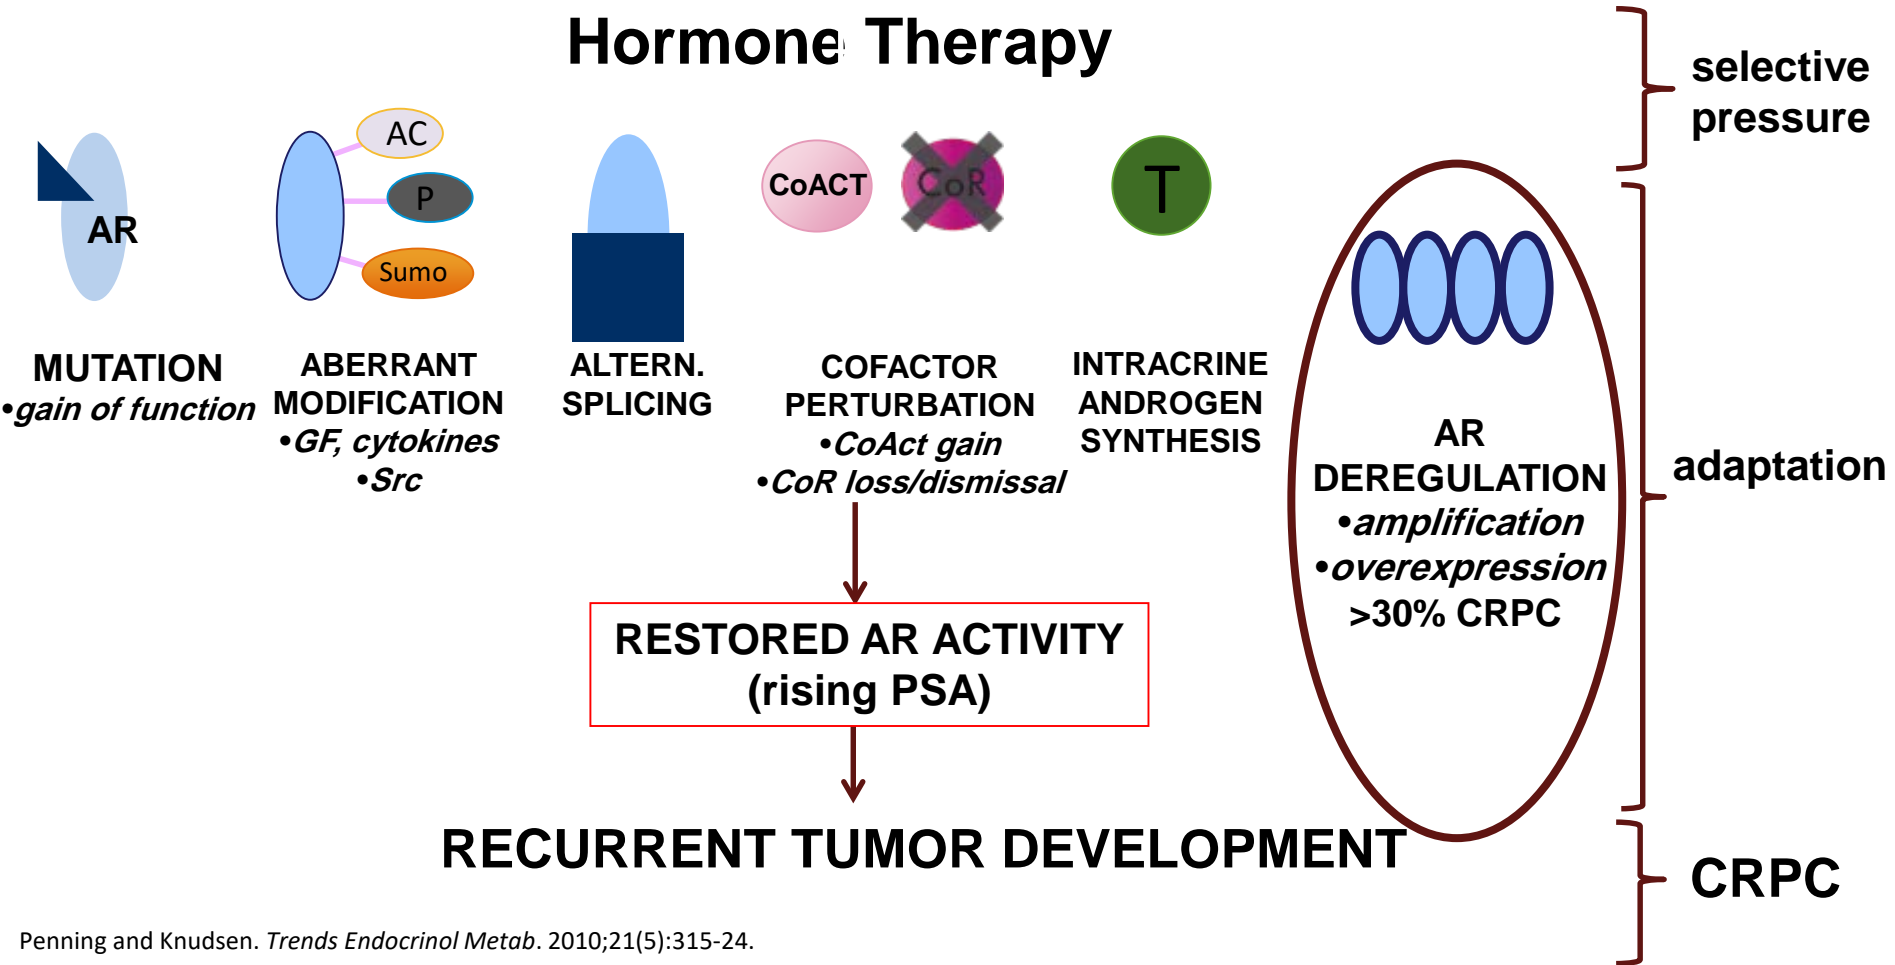 Hormone Therapy
selective
pressure
AC
P
Sumo
AR
CoACT
CoR
T
MUTATION
•gain of function
ABERRANT
MODIFICATION
•GF, cytokines
•Src
ALTERN.
SPLICING
COFACTOR
PERTURBATION
•CoAct gain
•CoR loss/dismissal
INTRACRINE
ANDROGEN
SYNTHESIS
AR
DEREGULATION
•amplification
•overexpression
>30% CRPC
adaptation
RESTORED AR ACTIVITY
(rising PSA)
RECURRENT TUMOR DEVELOPMENT
CRPC
Penning and Knudsen. Trends Endocrinol Metab. 2010;21(5):315-24.